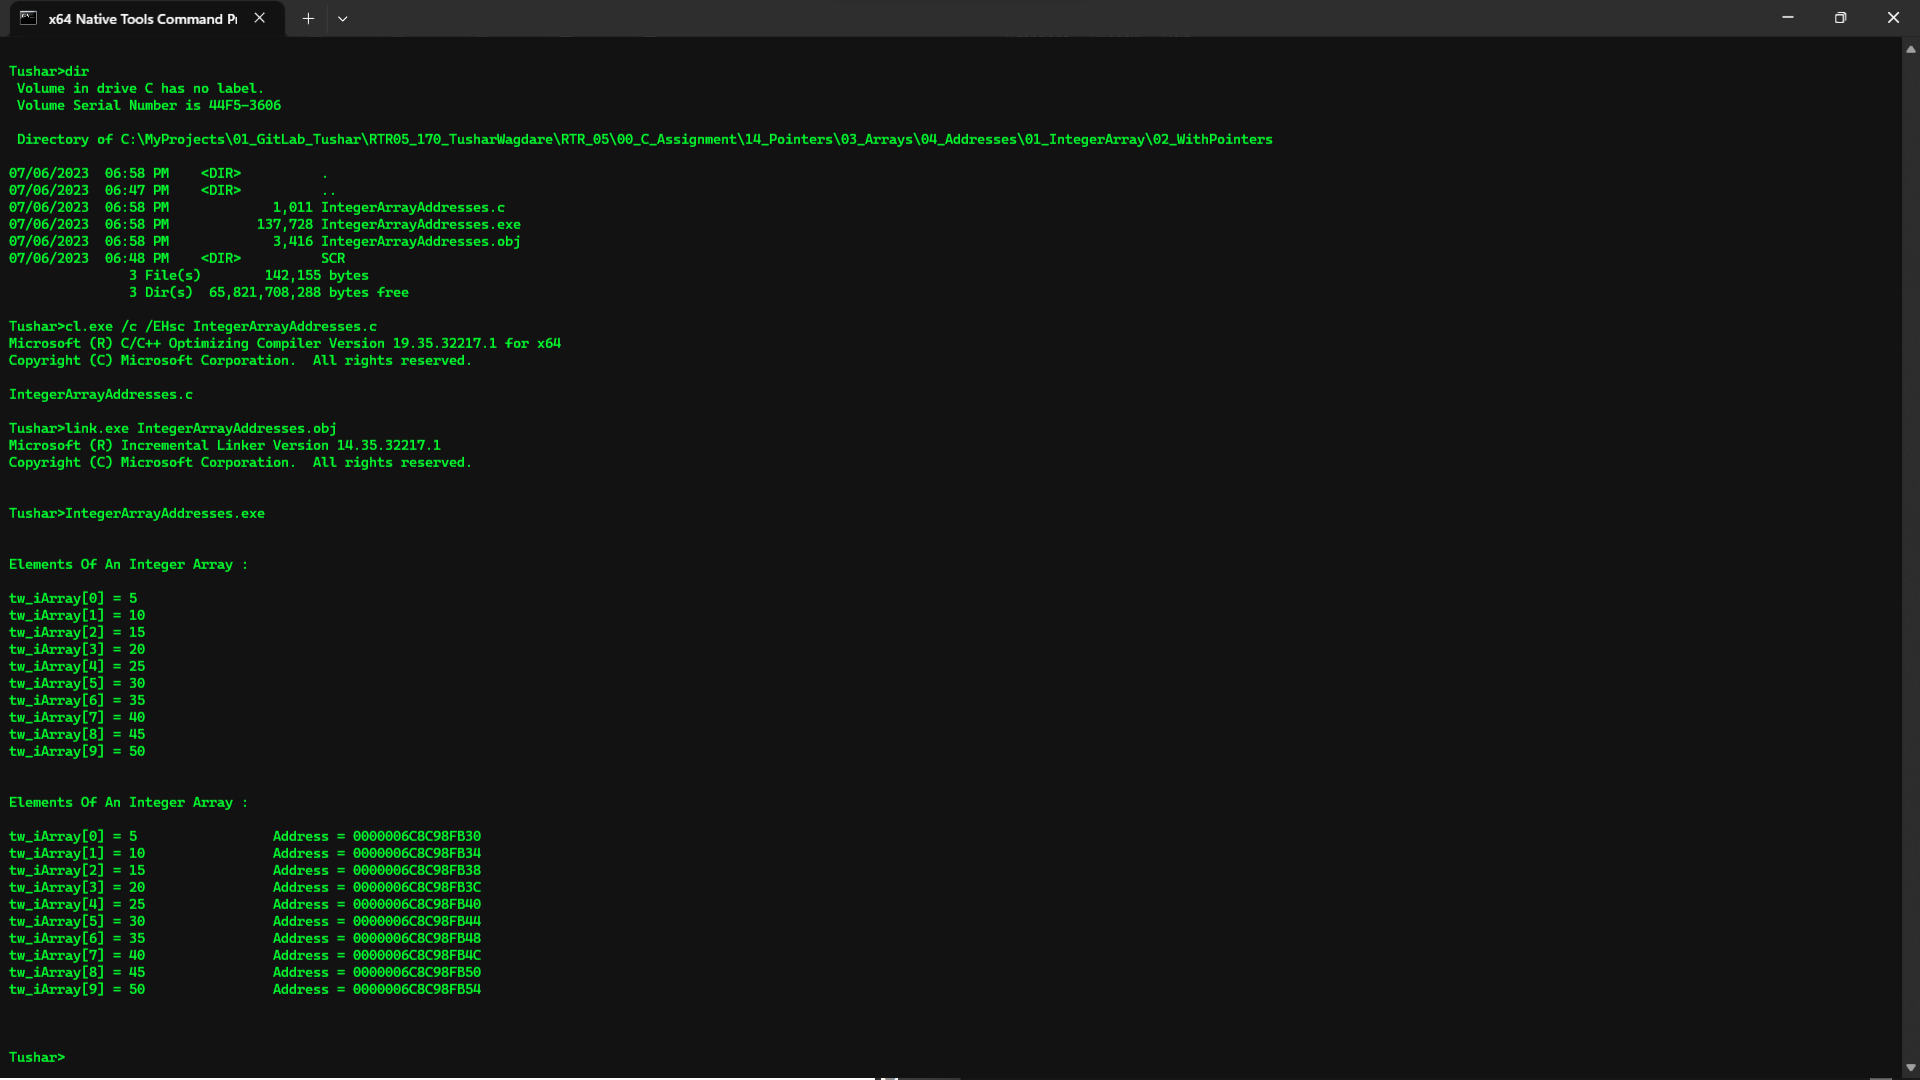 x64 Native Tools Command Pr
Tushar>dir
 Volume in drive C has no label.
 Volume Serial Number is 44F5-3606
 Directory of C:\MyProjects\01_GitLab_Tushar\RTR05_170_TusharWagdare\RTR_05\00_C_Assignment\14_Pointers\03_Arrays\04_Addresses\01_IntegerArray\02_WithPointers
07/06/2023  06:58 PM    <DIR>          .
07/06/2023  06:47 PM    <DIR>          ..
07/06/2023  06:58 PM             1,011 IntegerArrayAddresses.c
07/06/2023  06:58 PM           137,728 IntegerArrayAddresses.exe
07/06/2023  06:58 PM             3,416 IntegerArrayAddresses.obj
07/06/2023  06:48 PM    <DIR>          SCR
               3 File(s)        142,155 bytes
               3 Dir(s)  65,821,708,288 bytes free
Tushar>cl.exe /c /EHsc IntegerArrayAddresses.c
Microsoft (R) C/C++ Optimizing Compiler Version 19.35.32217.1 for x64
Copyright (C) Microsoft Corporation.  All rights reserved.
IntegerArrayAddresses.c
Tushar>link.exe IntegerArrayAddresses.obj
Microsoft (R) Incremental Linker Version 14.35.32217.1
Copyright (C) Microsoft Corporation.  All rights reserved.
Tushar>IntegerArrayAddresses.exe
Elements Of An Integer Array :
tw_iArray[0] = 5
tw_iArray[1] = 10
tw_iArray[2] = 15
tw_iArray[3] = 20
tw_iArray[4] = 25
tw_iArray[5] = 30
tw_iArray[6] = 35
tw_iArray[7] = 40
tw_iArray[8] = 45
tw_iArray[9] = 50
Elements Of An Integer Array :
tw_iArray[0] = 5                 Address = 0000006C8C98FB30
tw_iArray[1] = 10                Address = 0000006C8C98FB34
tw_iArray[2] = 15                Address = 0000006C8C98FB38
tw_iArray[3] = 20                Address = 0000006C8C98FB3C
tw_iArray[4] = 25                Address = 0000006C8C98FB40
tw_iArray[5] = 30                Address = 0000006C8C98FB44
tw_iArray[6] = 35                Address = 0000006C8C98FB48
tw_iArray[7] = 40                Address = 0000006C8C98FB4C
tw_iArray[8] = 45                Address = 0000006C8C98FB50
tw_iArray[9] = 50                Address = 0000006C8C98FB54
Tushar>